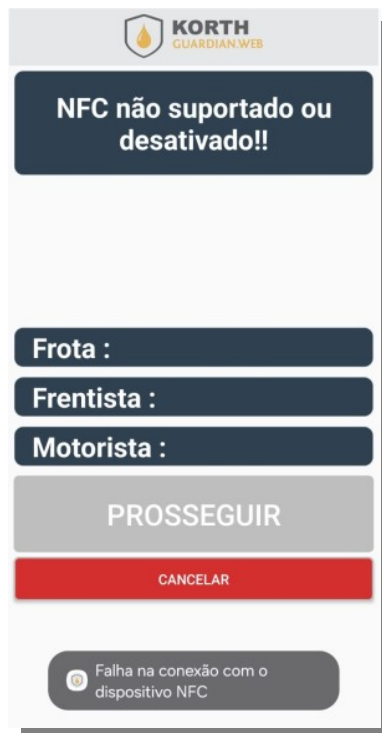 KORTH
GUARDIAN.WEB
NFC não suportado ou
desativado!!
Frota :
Frentista :
Motorista :
PROSSEGUIR
CANCELAR
Falha na conexão com o
dispositivo NFC